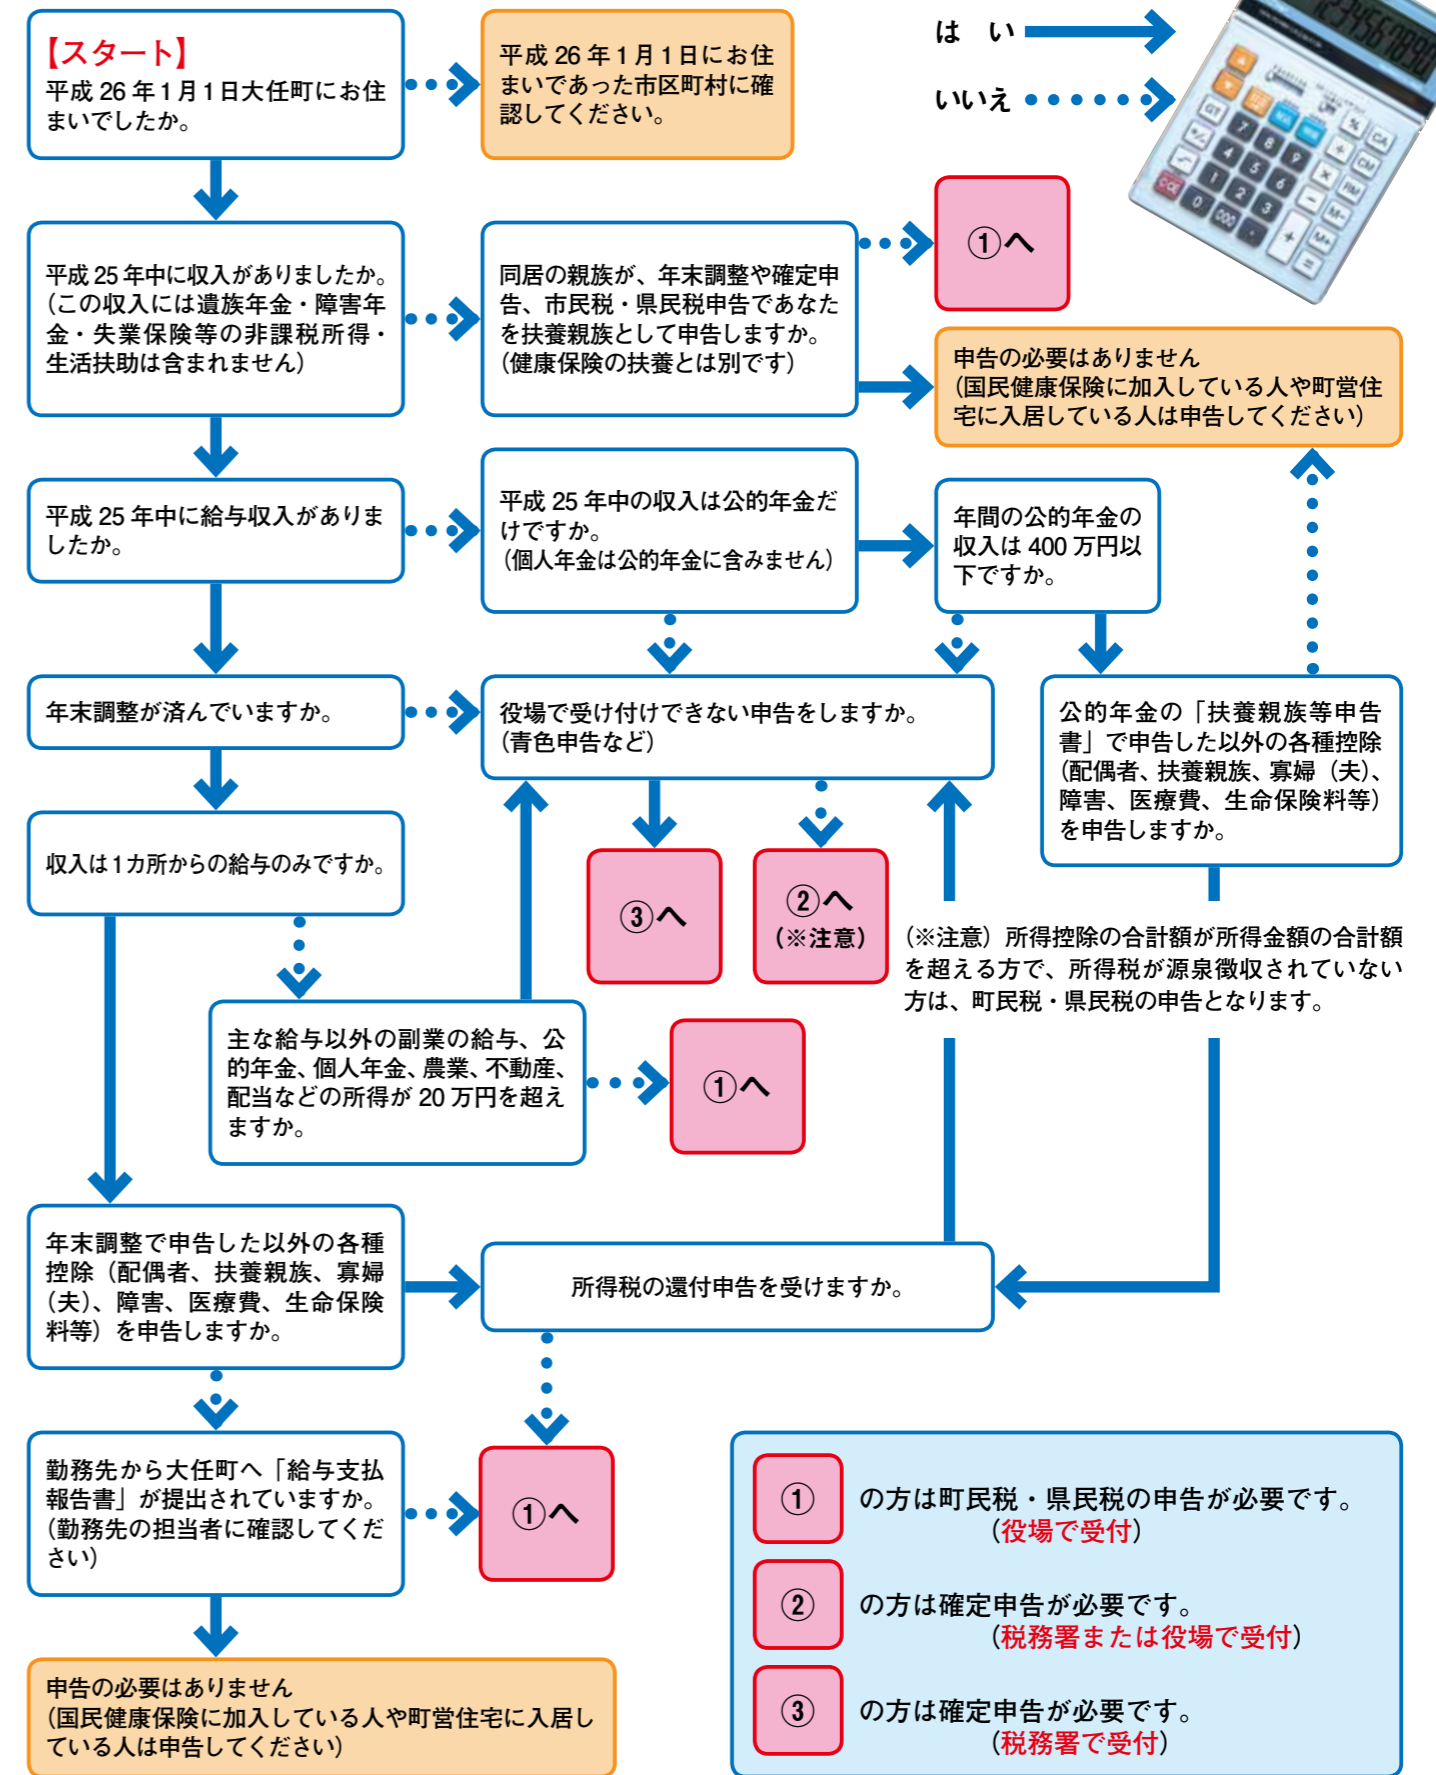 【スタート】
平成 26 年 1 月 1 日大任町にお住
まいでしたか。
平成 26 年 1 月 1 日にお住
まいであった市区町村に確
認してください。
は　い
いいえ
平成 25 年中に収入がありましたか。
（この収入には遺族年金・障害年
金・失業保険等の非課税所得・
生活扶助は含まれません）
同居の親族が、年末調整や確定申
告、市民税・県民税申告であなた
を扶養親族として申告しますか。
（健康保険の扶養とは別です）
①へ
申告の必要はありません
（国民健康保険に加入している人や町営住
宅に入居している人は申告してください）
平成 25 年中に給与収入がありま
したか。
平成 25 年中の収入は公的年金だ
けですか。
（個人年金は公的年金に含みません）
年間の公的年金の
収入は 400 万円以
下ですか。
年末調整が済んでいますか。
役場で受け付けできない申告をしますか。
（青色申告など）
公的年金の「扶養親族等申告
書」で申告した以外の各種控除
（配偶者、扶養親族、寡婦（夫）、
障害、医療費、生命保険料等）
を申告しますか。
収入は 1 カ所からの給与のみですか。
③へ
②へ
（※注意）
（※注意）所得控除の合計額が所得金額の合計額
を超える方で、所得税が源泉徴収されていない
方は、町民税・県民税の申告となります。
主な給与以外の副業の給与、公
的年金、個人年金、農業、不動産、
配当などの所得が 20 万円を超え
ますか。
①へ
年末調整で申告した以外の各種
控除（配偶者、扶養親族、寡婦
（夫）、障害、医療費、生命保険
料等）を申告しますか。
所得税の還付申告を受けますか。
勤務先から大任町へ「給与支払
報告書」が提出されていますか。
（勤務先の担当者に確認してくだ
さい）
①へ
申告の必要はありません
（国民健康保険に加入している人や町営住宅に入居し
ている人は申告してください）
① の方は町民税・県民税の申告が必要です。
（役場で受付）
② の方は確定申告が必要です。
（税務署または役場で受付）
③ の方は確定申告が必要です。
（税務署で受付）